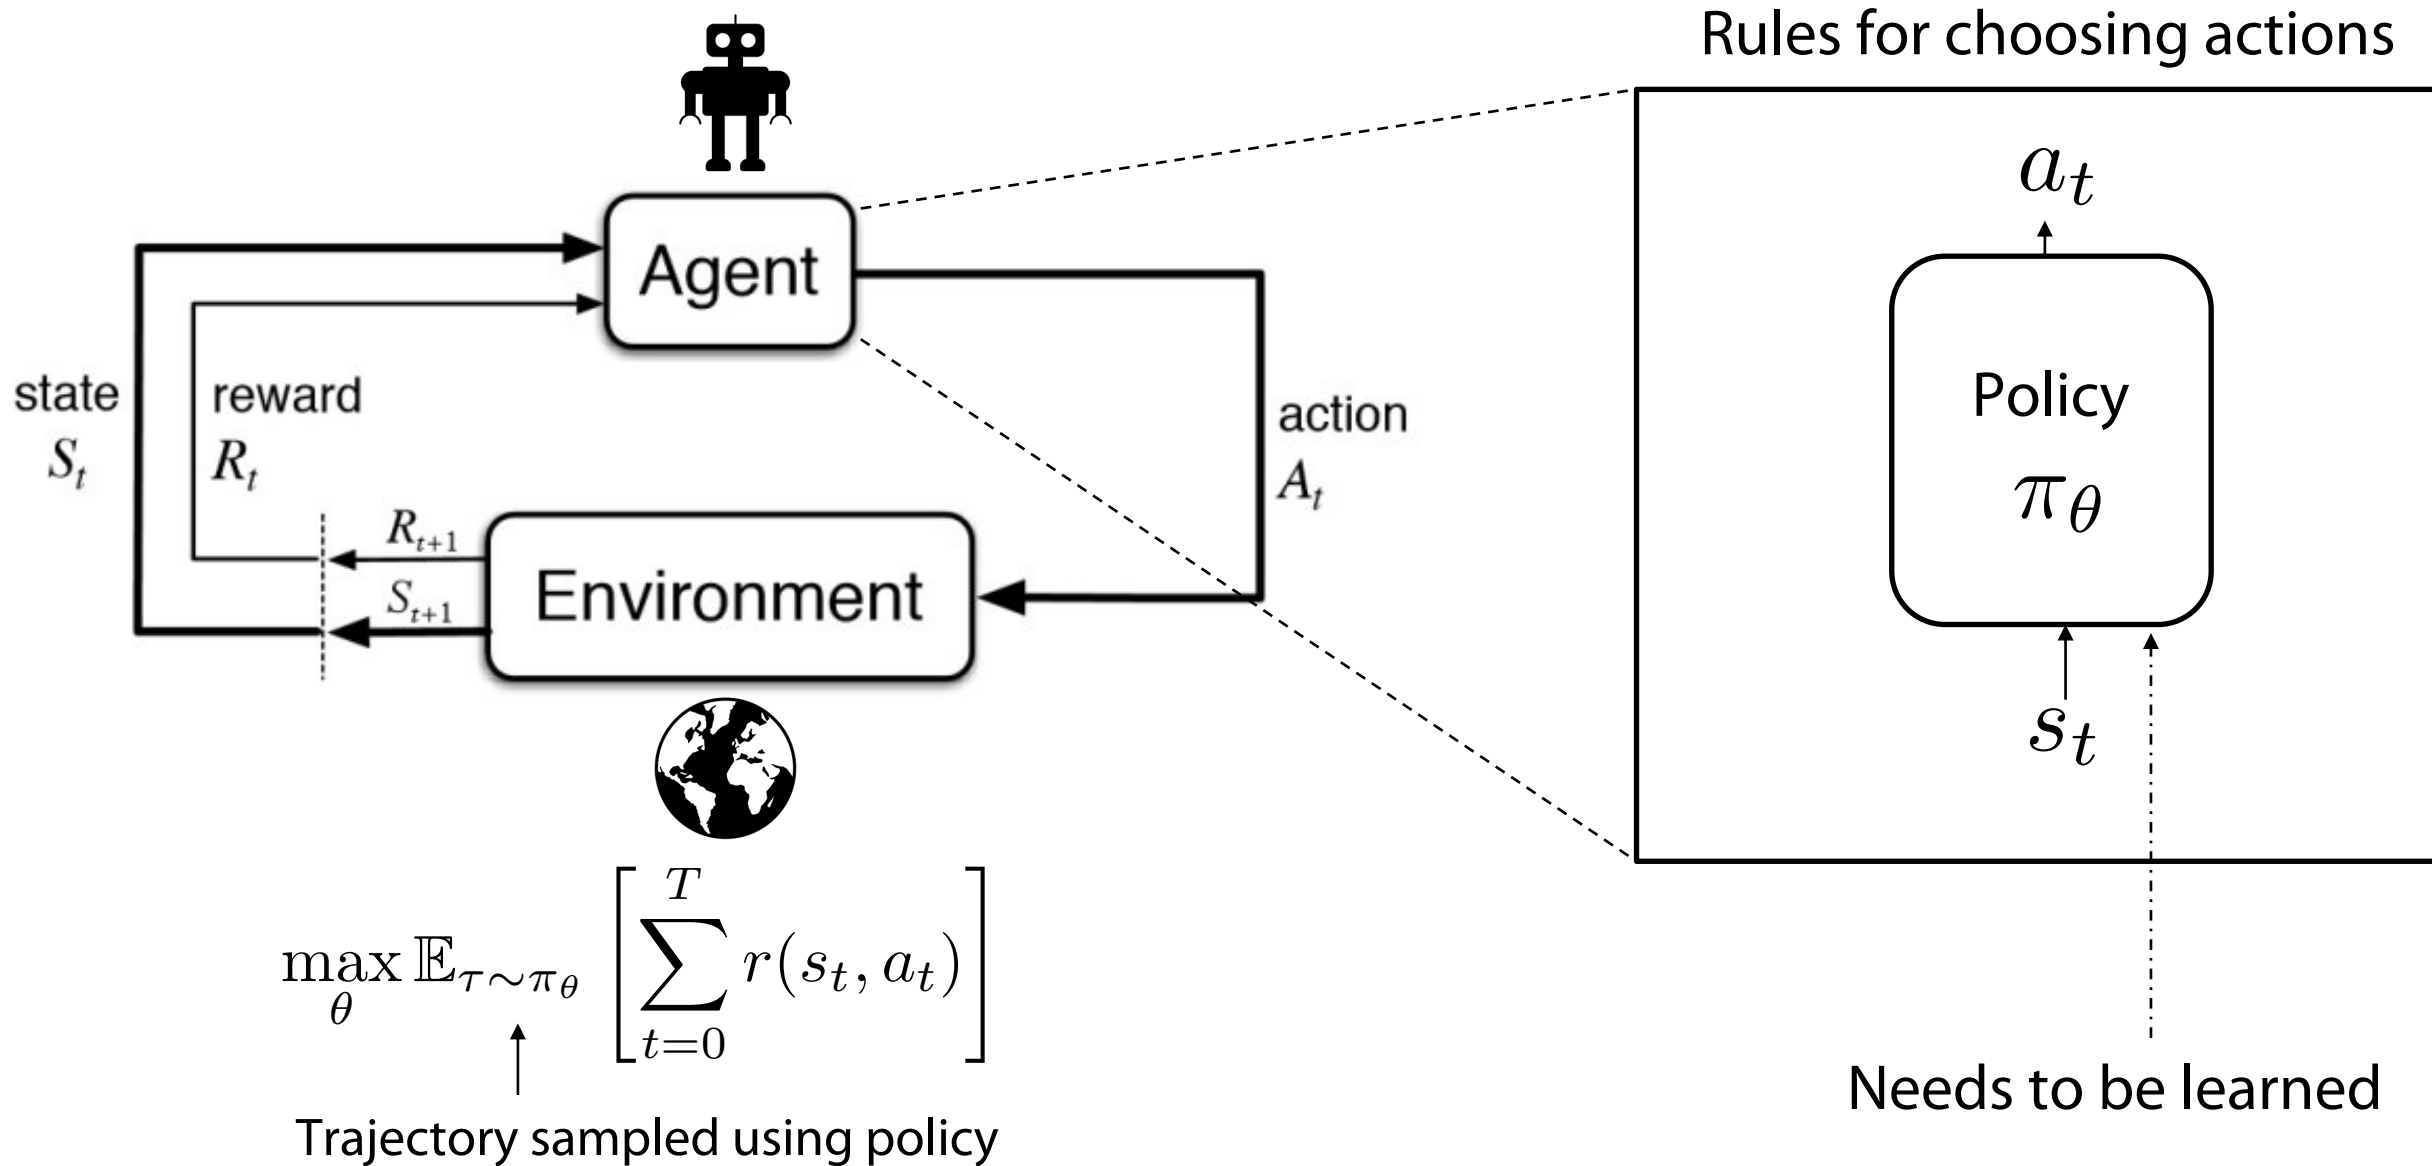 Rules for choosing actions
Agent
state
S_t
reward
R_t
action
A_t
R_{t+1}
S_{t+1}
Environment
a_t
Policy
π_θ
s_t
max_θ 𝔼_{τ∼π_θ} [∑_{t=0}^{T} r(s_t, a_t)]
Trajectory sampled using policy
Needs to be learned